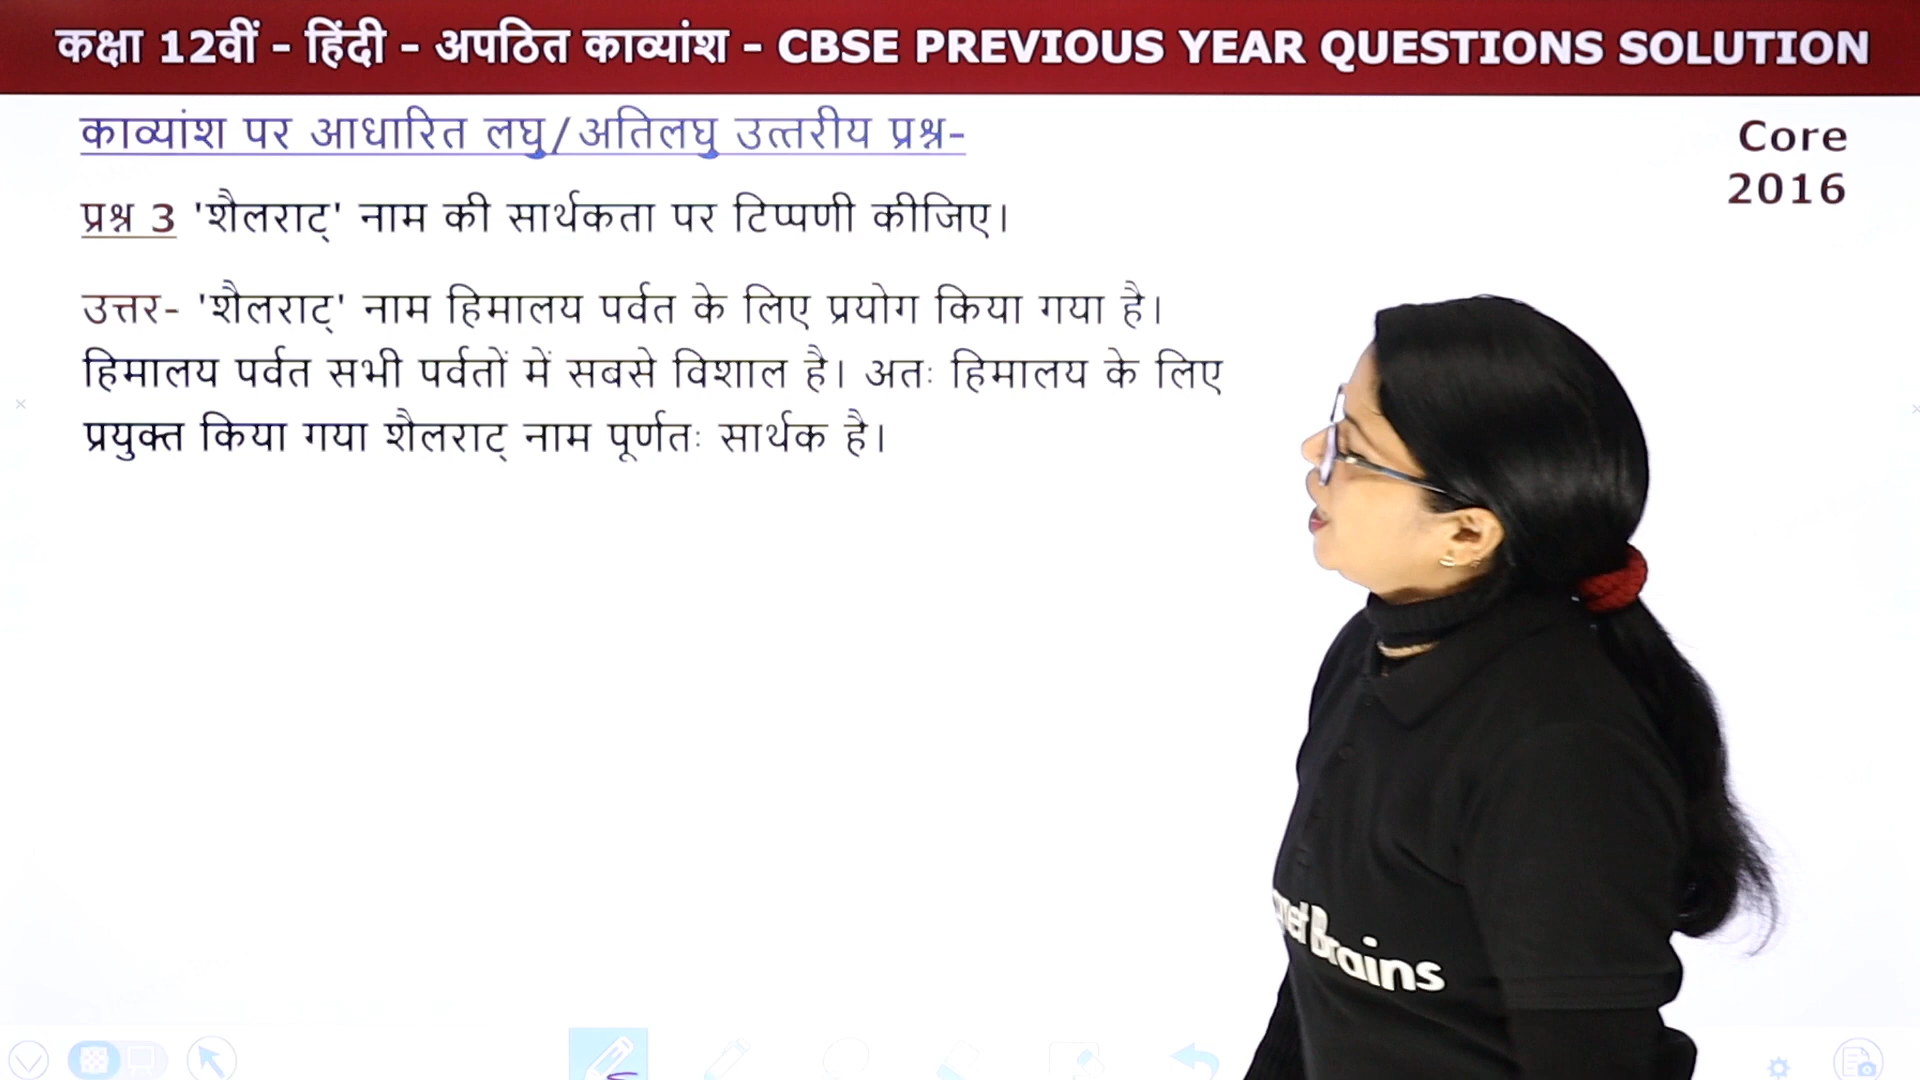 कक्षा 12वीं - हिंदी - अपठित काव्यांश - CBSE PREVIOUS YEAR QUESTIONS SOLUTION
काव्यांश पर आधारित लघु/अतिलघु उत्तरीय प्रश्न-
Core
2016
प्रश्न 3 'शैलराट्' नाम की सार्थकता पर टिप्पणी कीजिए।
उत्तर- 'शैलराट्' नाम हिमालय पर्वत के लिए प्रयोग किया गया है।
हिमालय पर्वत सभी पर्वतों में सबसे विशाल है। अतः हिमालय के लिए
प्रयुक्त किया गया शैलराट् नाम पूर्णतः सार्थक है।
Brains